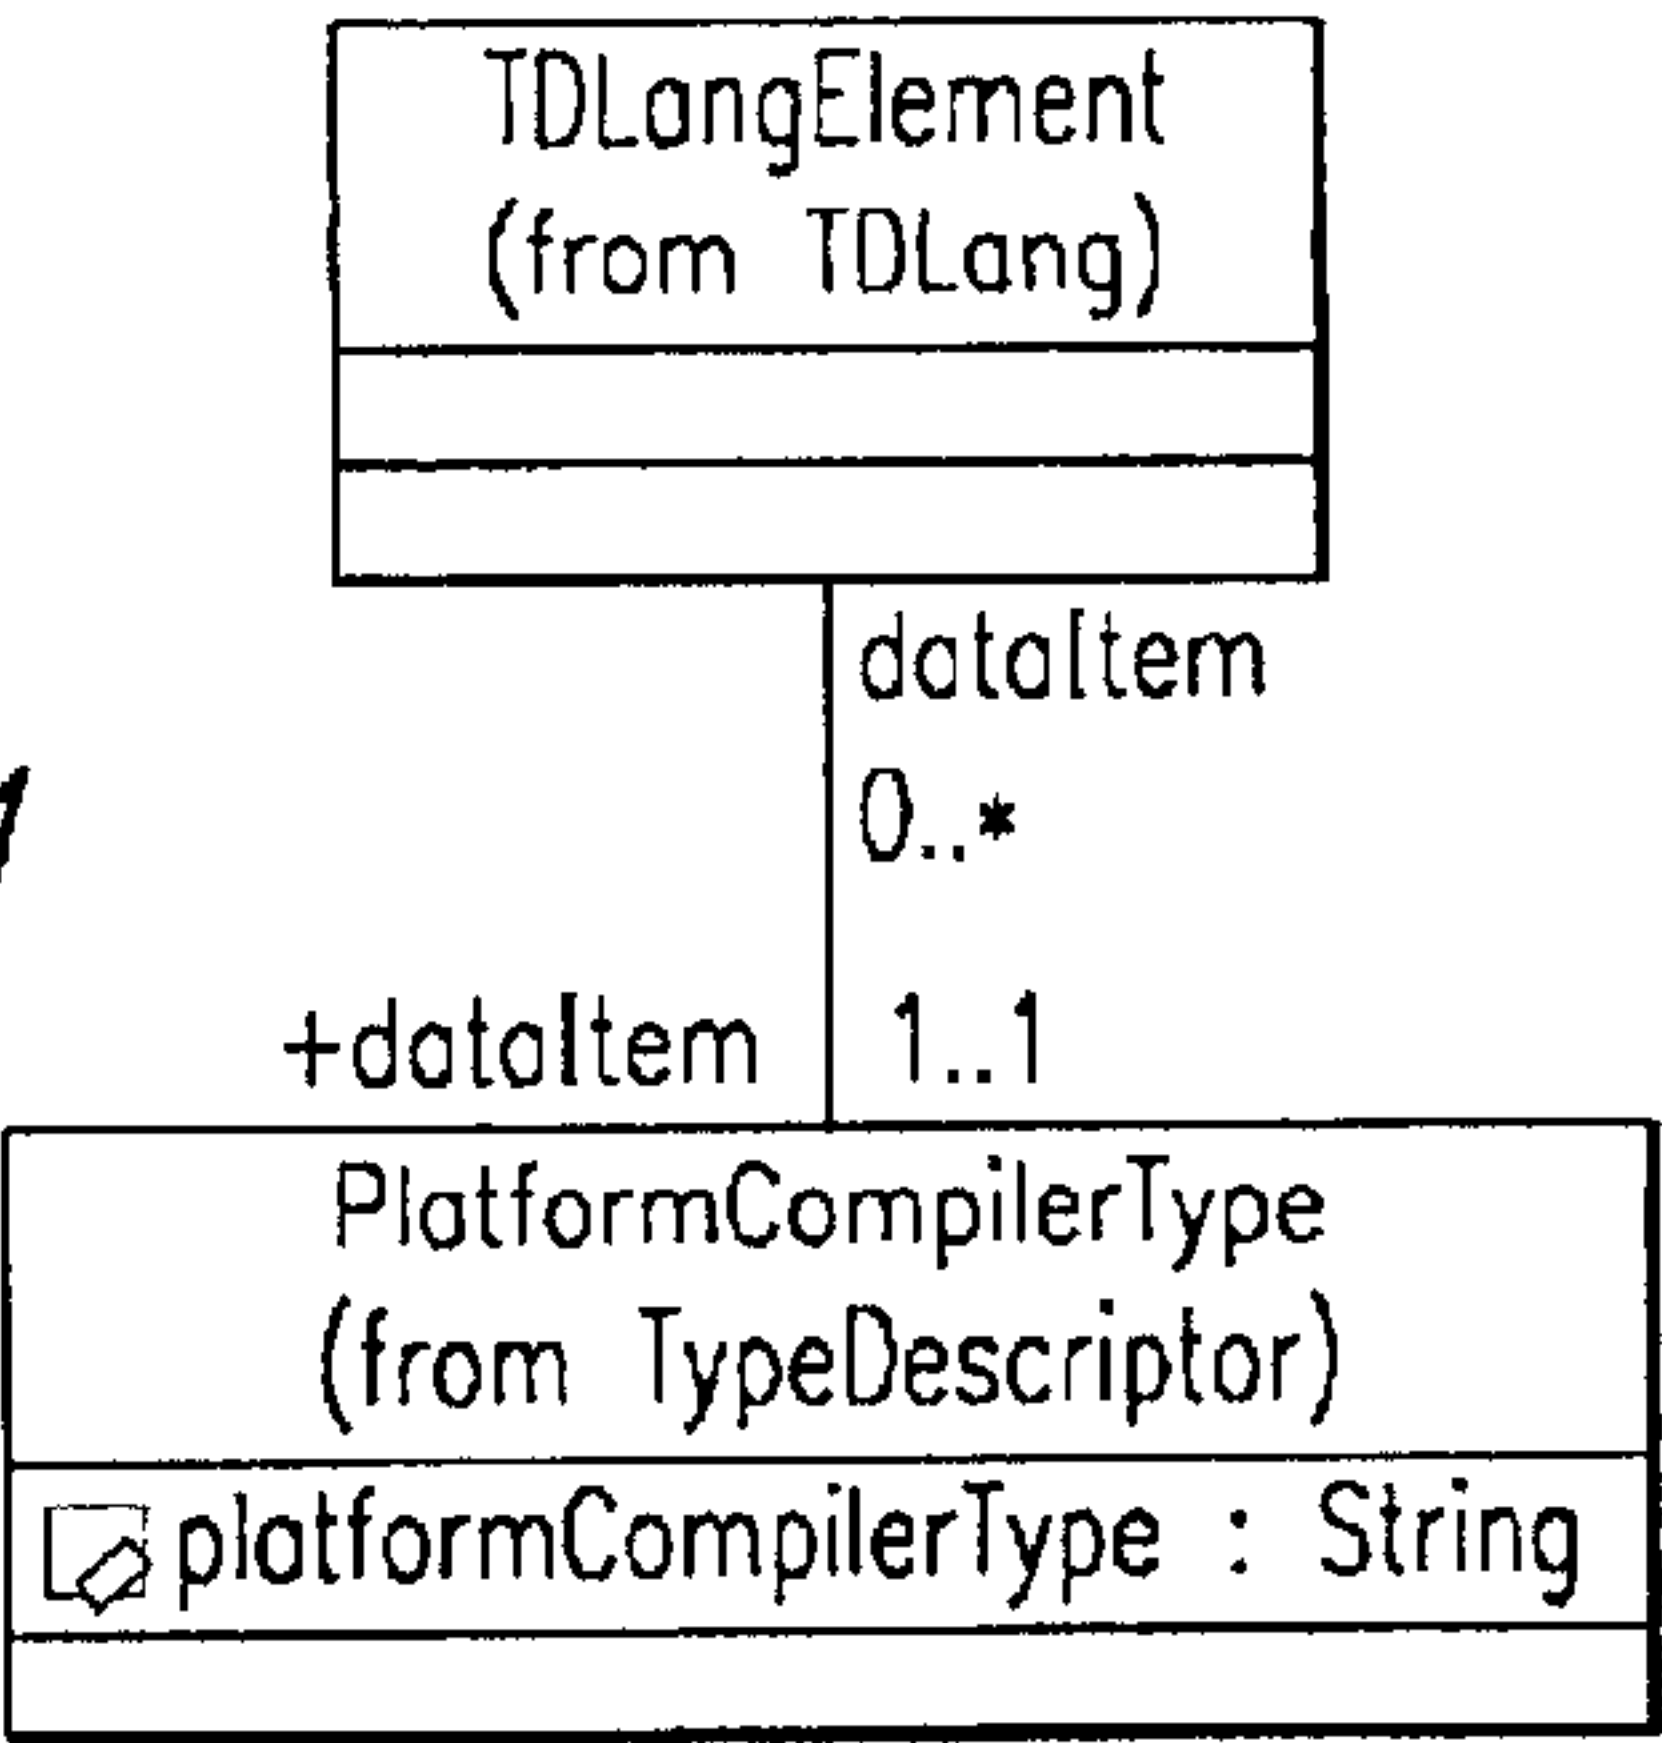 TDLangElement
(from TDLang)
dataItem
0..*
+dataItem 1..1
PlatformCompilerType
(from TypeDescriptor)
platformCompilerType : String